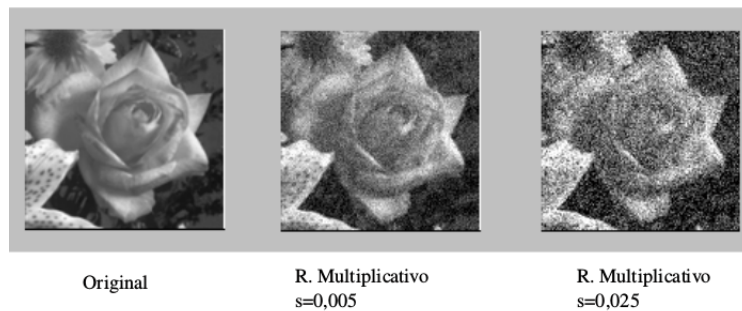 Original
R. Multiplicativo
s=0,005
R. Multiplicativo
s=0,025